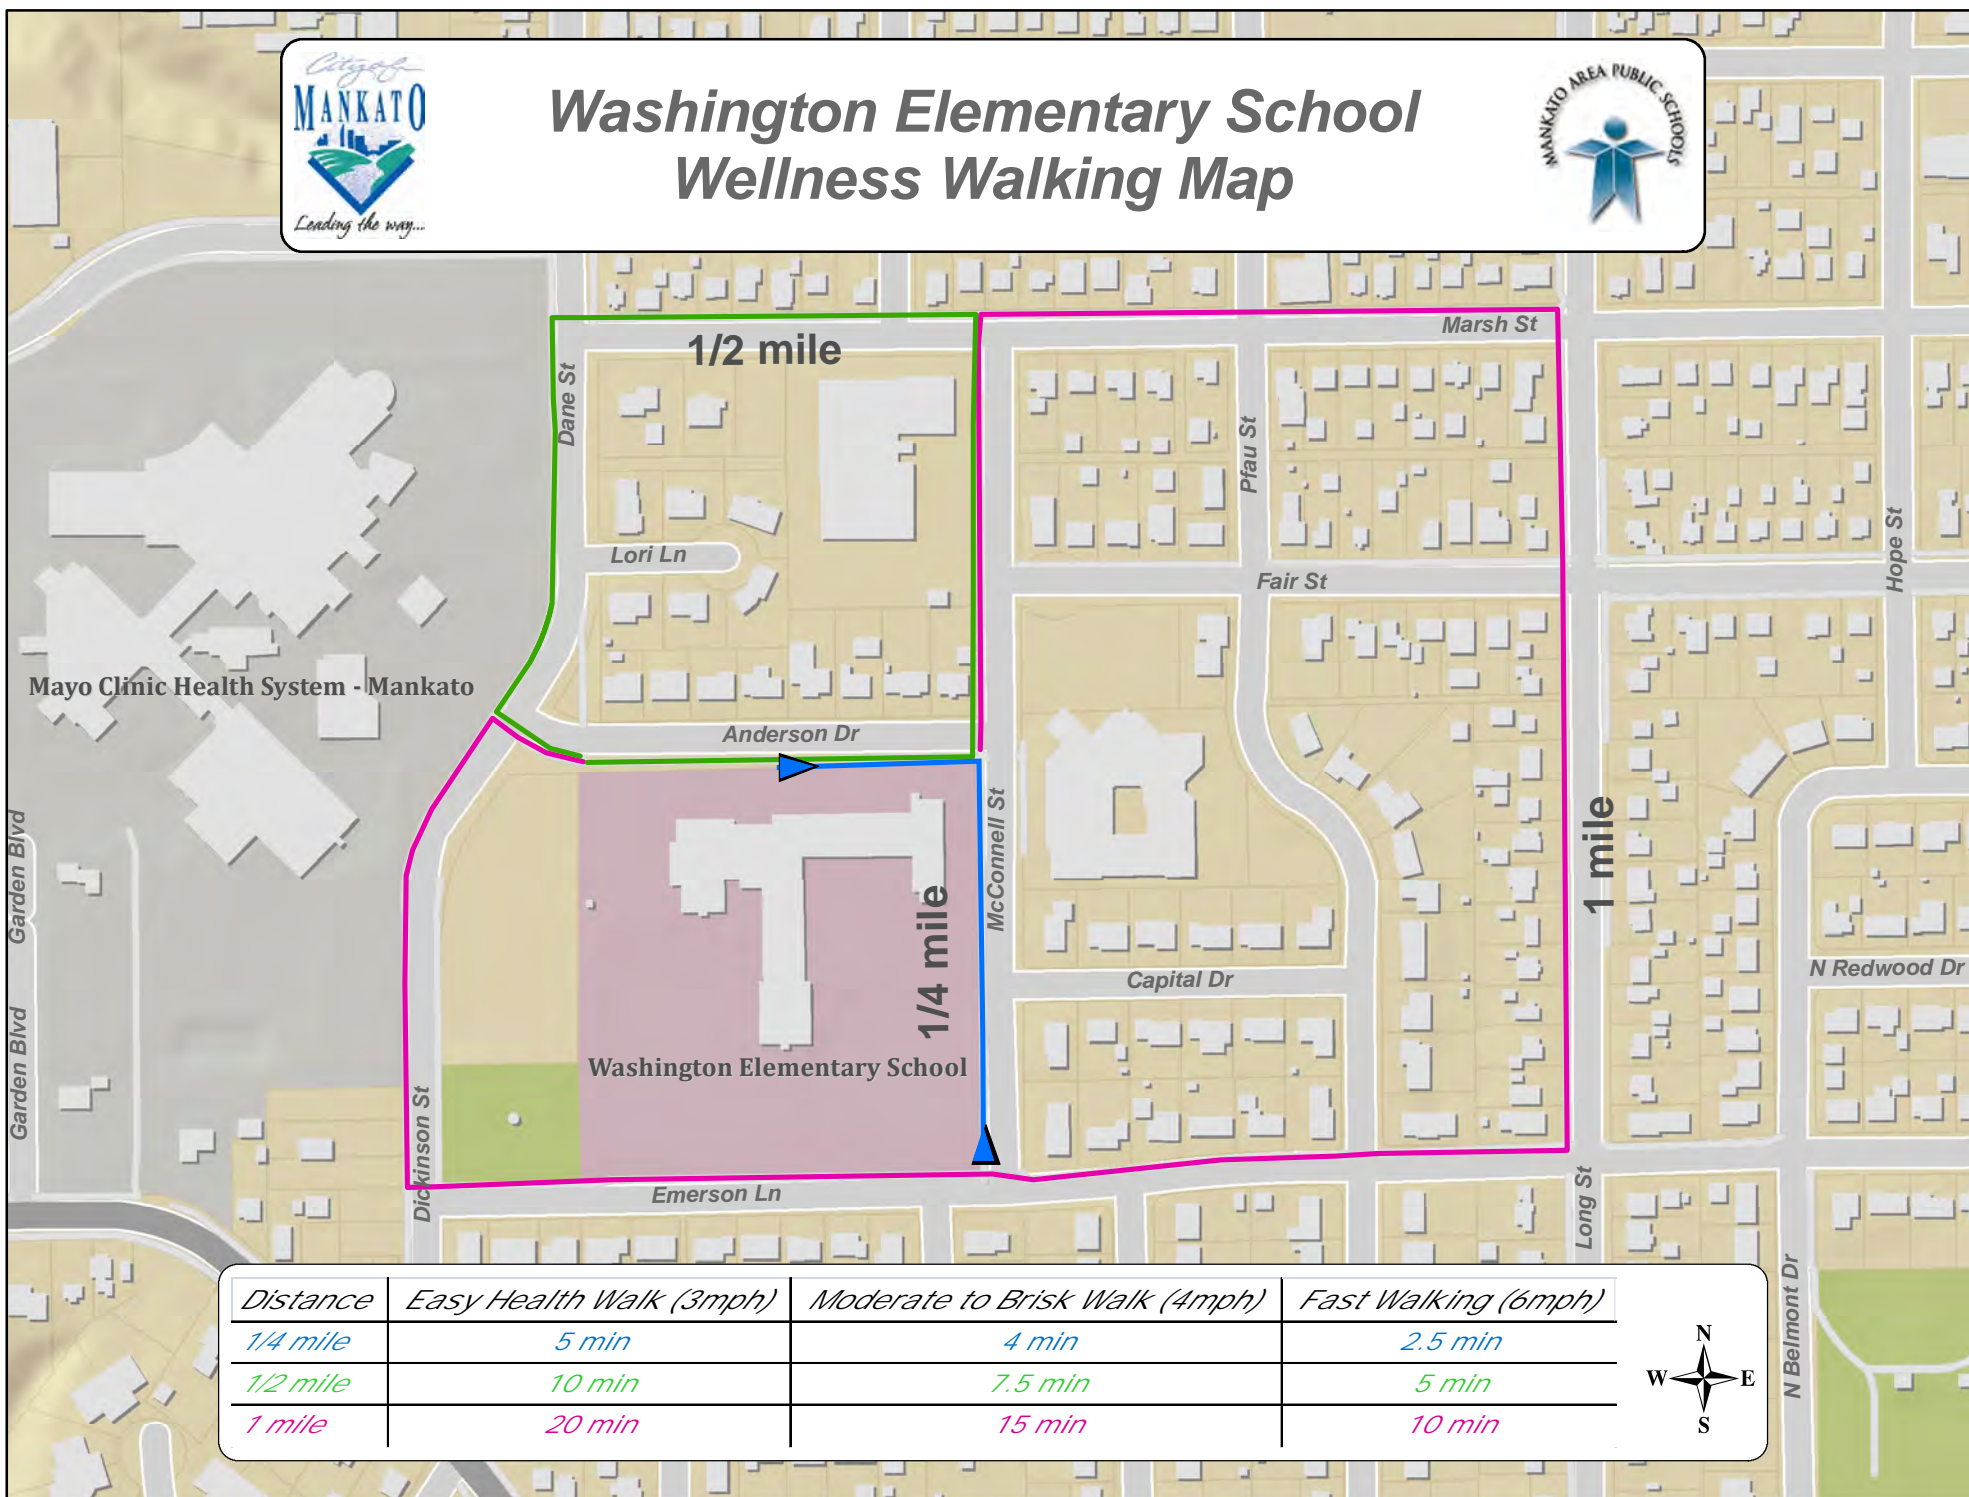 City of
MANKATO
Leading the way...
Washington Elementary School
Wellness Walking Map
MANKATO AREA PUBLIC SCHOOLS
Marsh St
1/2 mile
Dane St
Pfau St
Lori Ln
Fair St
Hope St
Mayo Clinic Health System - Mankato
Anderson Dr
McConnell St
1 mile
Garden Blvd
1/4 mile
N Redwood Dr
Capital Dr
Garden Blvd
Washington Elementary School
Dickinson St
Emerson Ln
Long St
N Belmont Dr
Distance Easy Health Walk (3mph) Moderate to Brisk Walk (4mph) Fast Walking (6mph)
1/4 mile 5 min 4 min 2.5 min
1/2 mile 10 min 7.5 min 5 min
1 mile 20 min 15 min 10 min
N
W E
S